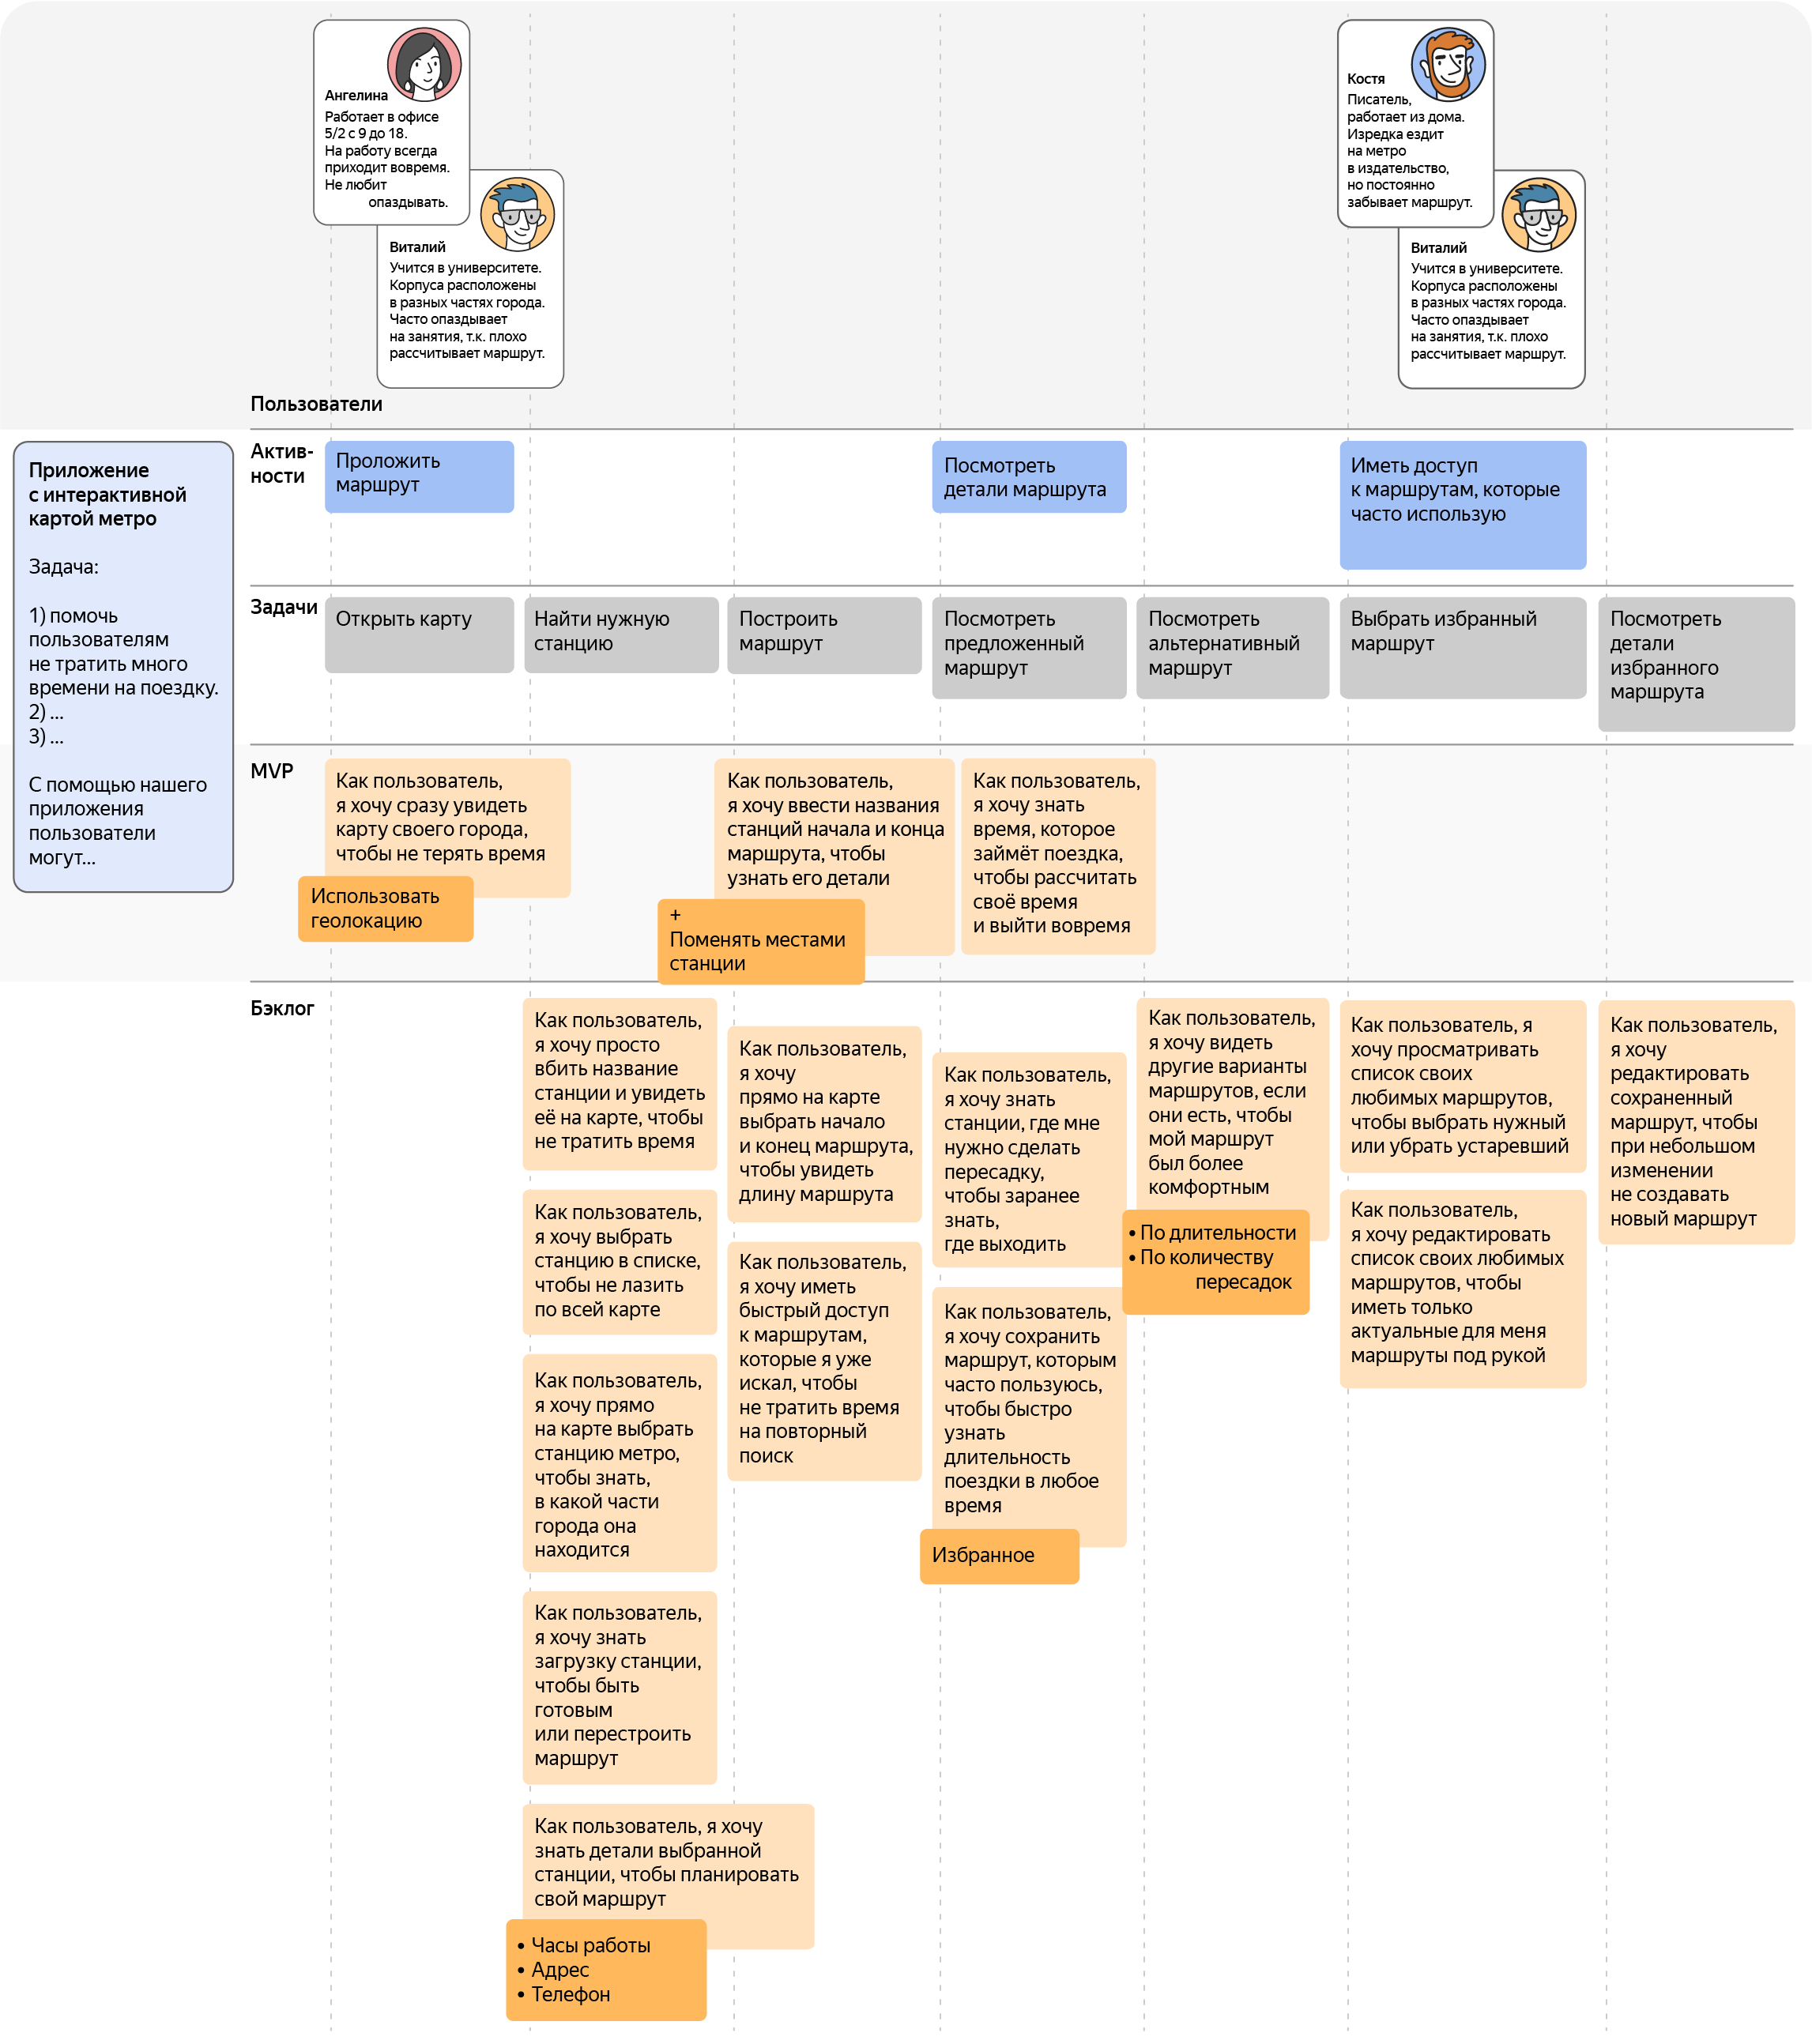 Ангелина
Работает в офисе
5/2 с 9 до 18.
На работу всегда
приходит вовремя.
Не любит
опаздывать.
Виталий
Учится в университете.
Корпуса расположены
в разных частях города.
Часто опаздывает
на занятия, т.к. плохо
рассчитывает маршрут.
Костя
Писатель,
работает из дома.
Изредка ездит
на метро
в издательство,
но постоянно
забывает маршрут.
Виталий
Учится в университете.
Корпуса расположены
в разных частях города.
Часто опаздывает
на занятия, т.к. плохо
рассчитывает маршрут.
Пользователи
Приложение
с интерактивной
картой метро
Задача:
1) помочь
пользователям
не тратить много
времени на поездку.
2) ...
3) ...
С помощью нашего
приложения
пользователи
могут...
Актив-
ности
Проложить
маршрут
Посмотреть
детали маршрута
Иметь доступ
к маршрутам, которые
часто использую
Задачи
Открыть карту
Найти нужную
станцию
Построить
маршрут
Посмотреть
предложенный
маршрут
Посмотреть
альтернативный
маршрут
Выбрать избранный
маршрут
Посмотреть
детали
избранного
маршрута
MVP
Как пользователь,
я хочу сразу увидеть
карту своего города,
чтобы не терять время
Использовать
геолокацию
Как пользователь,
я хочу ввести названия
станций начала и конца
маршрута, чтобы
узнать его детали
+
Поменять местами
станции
Как пользователь,
я хочу знать
время, которое
займёт поездка,
чтобы рассчитать
своё время
и выйти вовремя
Бэклог
Как пользователь,
я хочу просто
вбить название
станции и увидеть
её на карте, чтобы
не тратить время
Как пользователь,
я хочу выбрать
станцию в списке,
чтобы не лазить
по всей карте
Как пользователь,
я хочу прямо
на карте выбрать
станцию метро,
чтобы знать,
в какой части
города она
находится
Как пользователь,
я хочу знать
загрузку станции,
чтобы быть
готовым
или перестроить
маршрут
Как пользователь, я хочу
знать детали выбранной
станции, чтобы планировать
свой маршрут
• Часы работы
• Адрес
• Телефон
Как пользователь,
я хочу
прямо на карте
выбрать начало
и конец маршрута,
чтобы увидеть
длину маршрута
Как пользователь,
я хочу иметь
быстрый доступ
к маршрутам,
которые я уже
искал, чтобы
не тратить время
на повторный
поиск
Как пользователь,
я хочу знать
станции, где мне
нужно сделать
пересадку,
чтобы заранее
знать,
где выходить
Как пользователь,
я хочу сохранить
маршрут, которым
часто пользуюсь,
чтобы быстро
узнать
длительность
поездки в любое
время
Избранное
Как пользователь,
я хочу видеть
другие варианты
маршрутов, если
они есть, чтобы
мой маршрут
был более
комфортным
• По длительности
• По количеству
пересадок
Как пользователь, я
хочу просматривать
список своих
любимых маршрутов,
чтобы выбрать нужный
или убрать устаревший
Как пользователь,
я хочу редактировать
список своих любимых
маршрутов, чтобы
иметь только
актуальные для меня
маршруты под рукой
Как пользователь,
я хочу
редактировать
сохраненный
маршрут, чтобы
при небольшом
изменении
не создавать
новый маршрут